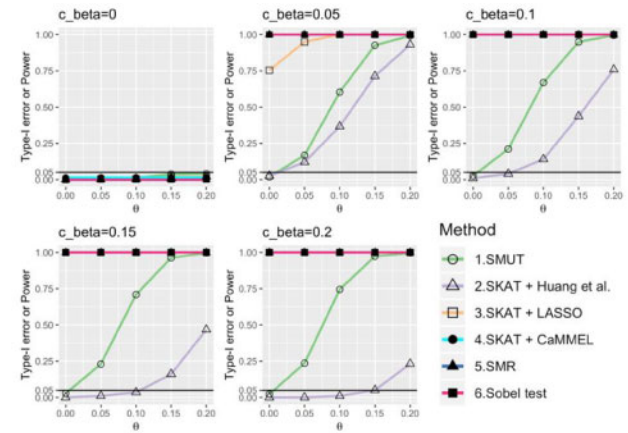 c_beta=0
c_beta=0.05
c_beta=0.1
Type-I error or Power
1.00
0.75
0.50
0.25
0.05
0.00
0.00 0.05 0.10 0.15 0.20
θ
Type-I error or Power
1.00
0.75
0.50
0.25
0.05
0.00
0.00 0.05 0.10 0.15 0.20
θ
Type-I error or Power
1.00
0.75
0.50
0.25
0.05
0.00
0.00 0.05 0.10 0.15 0.20
θ
c_beta=0.15
c_beta=0.2
Type-I error or Power
1.00
0.75
0.50
0.25
0.05
0.00
0.00 0.05 0.10 0.15 0.20
θ
Type-I error or Power
1.00
0.75
0.50
0.25
0.05
0.00
0.00 0.05 0.10 0.15 0.20
θ
Method
1.SMUT
2.SKAT + Huang et al.
3.SKAT + LASSO
4.SKAT + CaMMEL
5.SMR
6.Sobel test